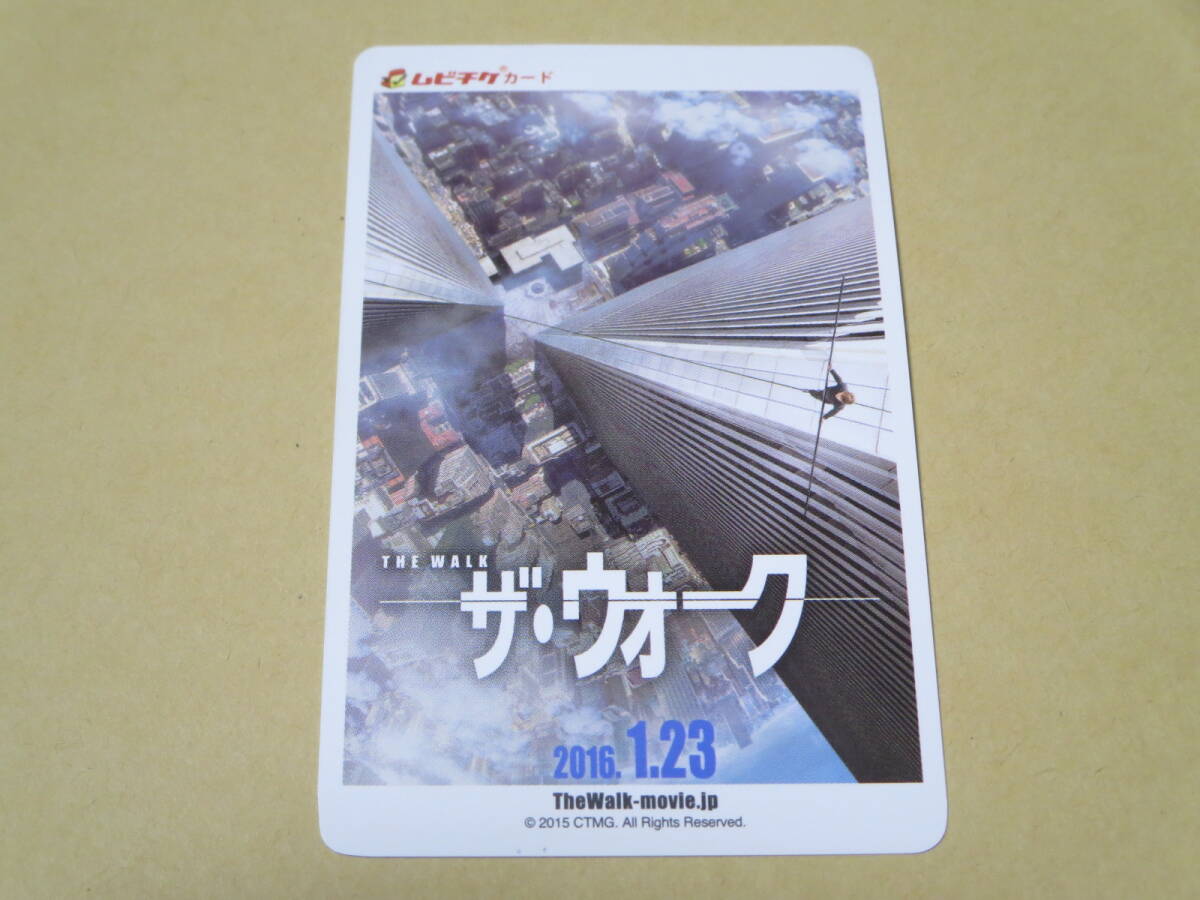 ムビチケ®カード
THE WALK
ザ・ウォーク
2016. 1.23
TheWalk-movie.jp
© 2015 CTMG. All Rights Reserved.